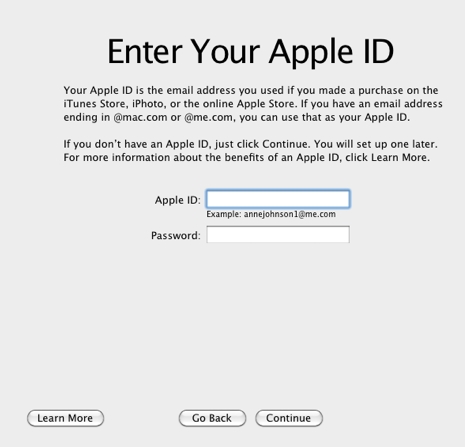 Enter Your Apple ID
Your Apple ID is the email address you used if you made a purchase on the
iTunes Store, iPhoto, or the online Apple Store. If you have an email address
ending in @mac.com or @me.com, you can use that as your Apple ID.
If you don't have an Apple ID, just click Continue. You will set up one later.
For more information about the benefits of an Apple ID, click Learn More.
Apple ID:
Example: annejohnson1@me.com
Password:
Learn More Go Back Continue